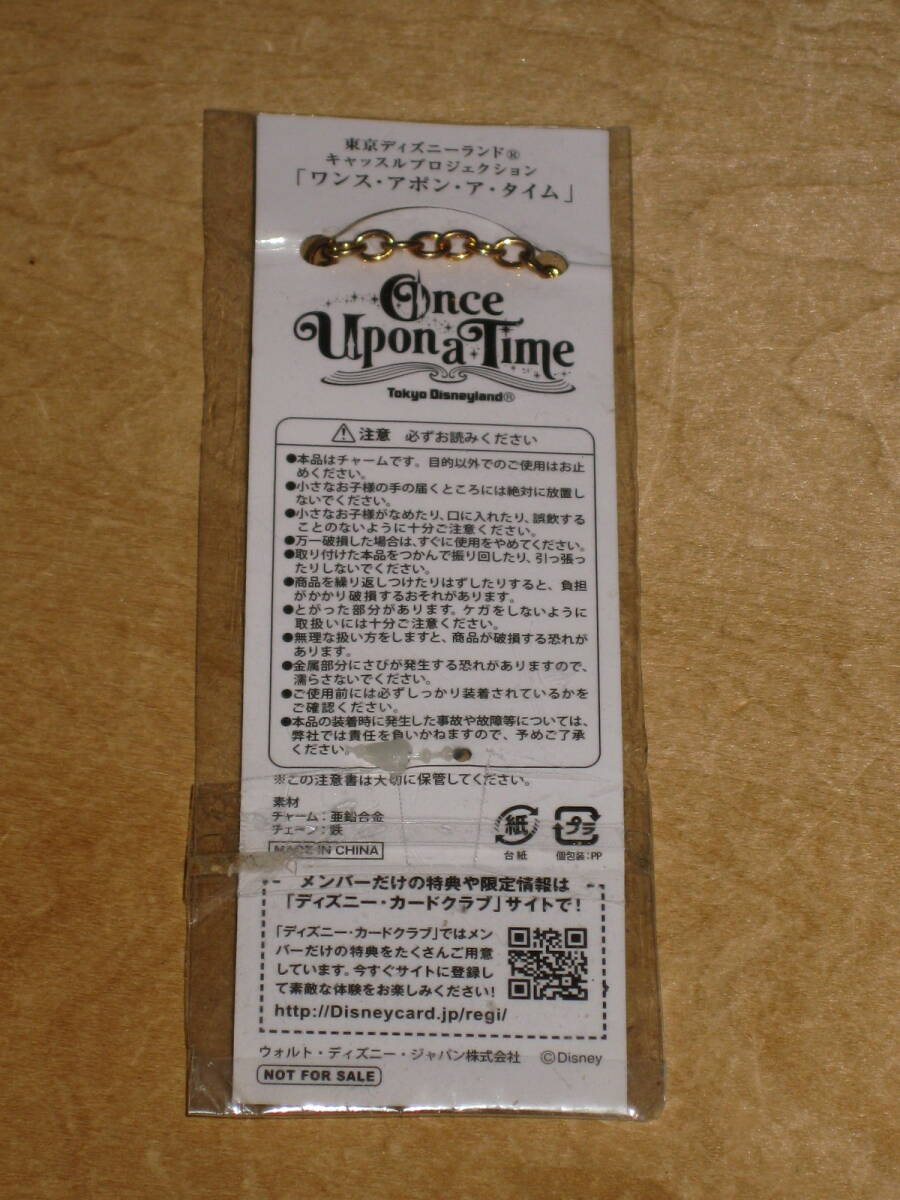 東京ディズニーランド®
キャッスルプロジェクション
「ワンス・アポン・ア・タイム」
Once
Upon a Time
Tokyo Disneyland®
⚠注意 必ずお読みください
●本品はチャームです。目的以外でのご使用はお止
めください。
●小さなお子様の手の届くところには絶対に放置し
ないでください。
●小さなお子様がなめたり、口に入れたり、誤飲する
ことのないように十分ご注意ください。
●万一破損した場合は、すぐに使用をやめてください。
●取り付けた本品をつかんで振り回したり、引っ張っ
たりしないでください。
●商品を繰り返しつけたりはずしたりすると、負担
がかかり破損するおそれがあります。
●とがった部分があります。ケガをしないように
取扱いには十分ご注意ください。
●無理な扱い方をしますと、商品が破損する恐れが
あります。
●金属部分にさびが発生する恐れがありますので、
濡らさないでください。
●ご使用前には必ずしっかり装着されているかを
ご確認ください。
●本品の装着時に発生した事故や故障等については、
弊社では責任を負いかねますので、予めご了承
ください。
※この注意書は大切に保管してください。
素材
チャーム：亜鉛合金
チェーン：鉄
MADE IN CHINA
紙
台紙
プラ
個包装：PP
メンバーだけの特典や限定情報は
「ディズニー・カードクラブ」サイトで！
「ディズニー・カードクラブ」ではメン
バーだけの特典をたくさんご用意
しています。今すぐサイトに登録し
て素敵な体験をお楽しみください！
http://Disneycard.jp/regi/
ウォルト・ディズニー・ジャパン株式会社 ©Disney
NOT FOR SALE